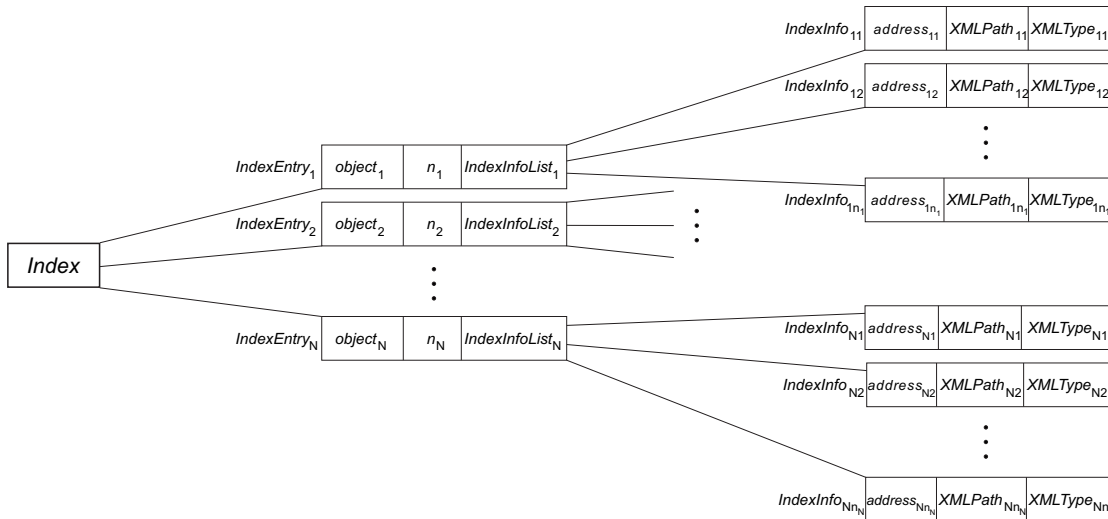 IndexInfo11 address11 XMLPath11 XMLType11
IndexInfo12 address12 XMLPath12 XMLType12
IndexEntry1 object1 n1 IndexInfoList1
IndexInfo1n1 address1n1 XMLPath1n1 XMLType1n1
IndexEntry2 object2 n2 IndexInfoList2
Index
IndexEntryN objectN nN IndexInfoListN
IndexInfoN1 addressN1 XMLPathN1 XMLTypeN1
IndexInfoN2 addressN2 XMLPathN2 XMLTypeN2
IndexInfoNnN addressNnN XMLPathNnN XMLTypeNn